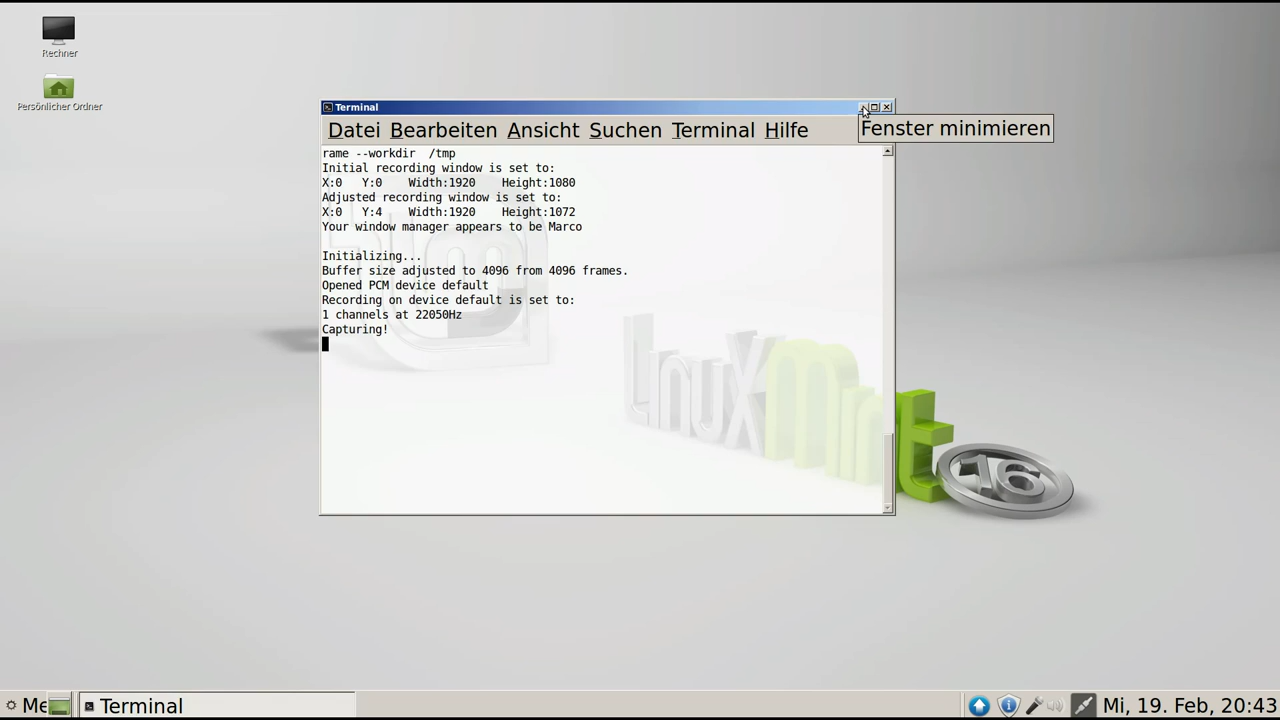 Rechner
Persönlicher Ordner
Terminal
Datei Bearbeiten Ansicht Suchen Terminal Hilfe
Fenster minimieren
rame --workdir  /tmp
Initial recording window is set to:
X:0   Y:0    Width:1920    Height:1080
Adjusted recording window is set to:
X:0   Y:4    Width:1920    Height:1072
Your window manager appears to be Marco
Initializing...
Buffer size adjusted to 4096 from 4096 frames.
Opened PCM device default
Recording on device default is set to:
1 channels at 22050Hz
Capturing!
LinuxMint
16
Me
Terminal
Mi, 19. Feb, 20:43